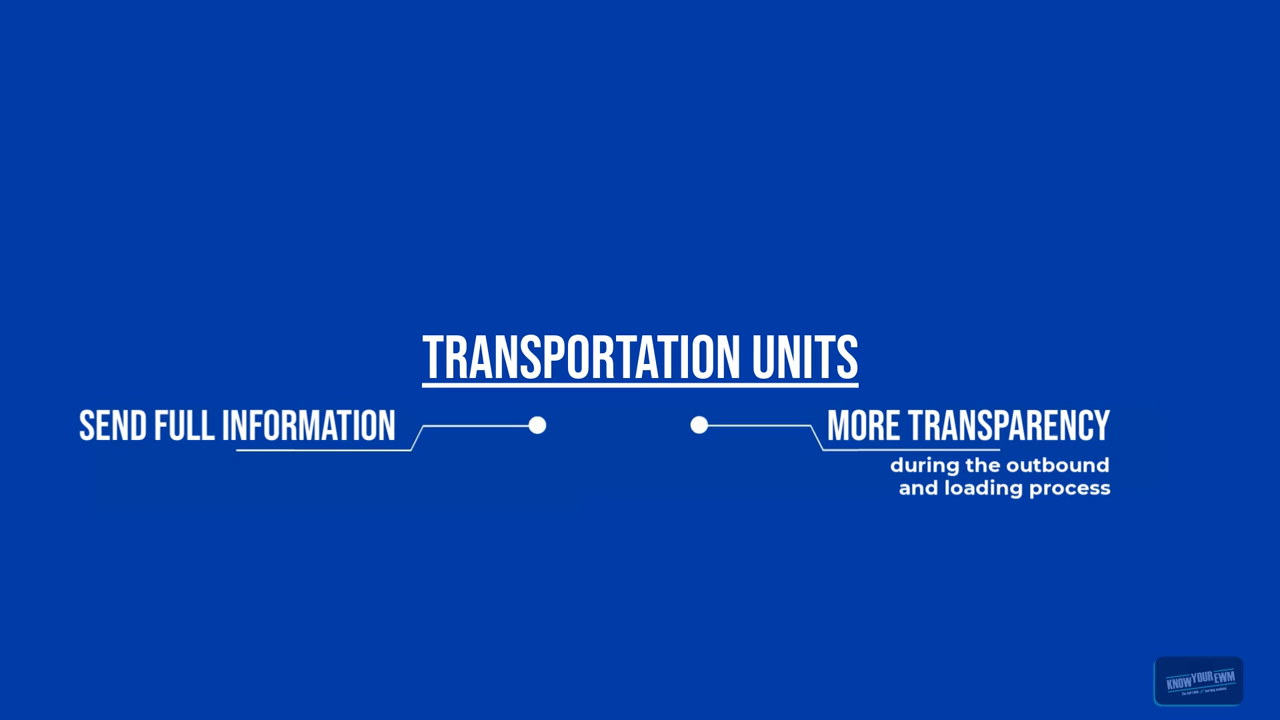 TRANSPORTATION UNITS
SEND FULL INFORMATION
MORE TRANSPARENCY
during the outbound
and loading process
KNOW YOUR EWM